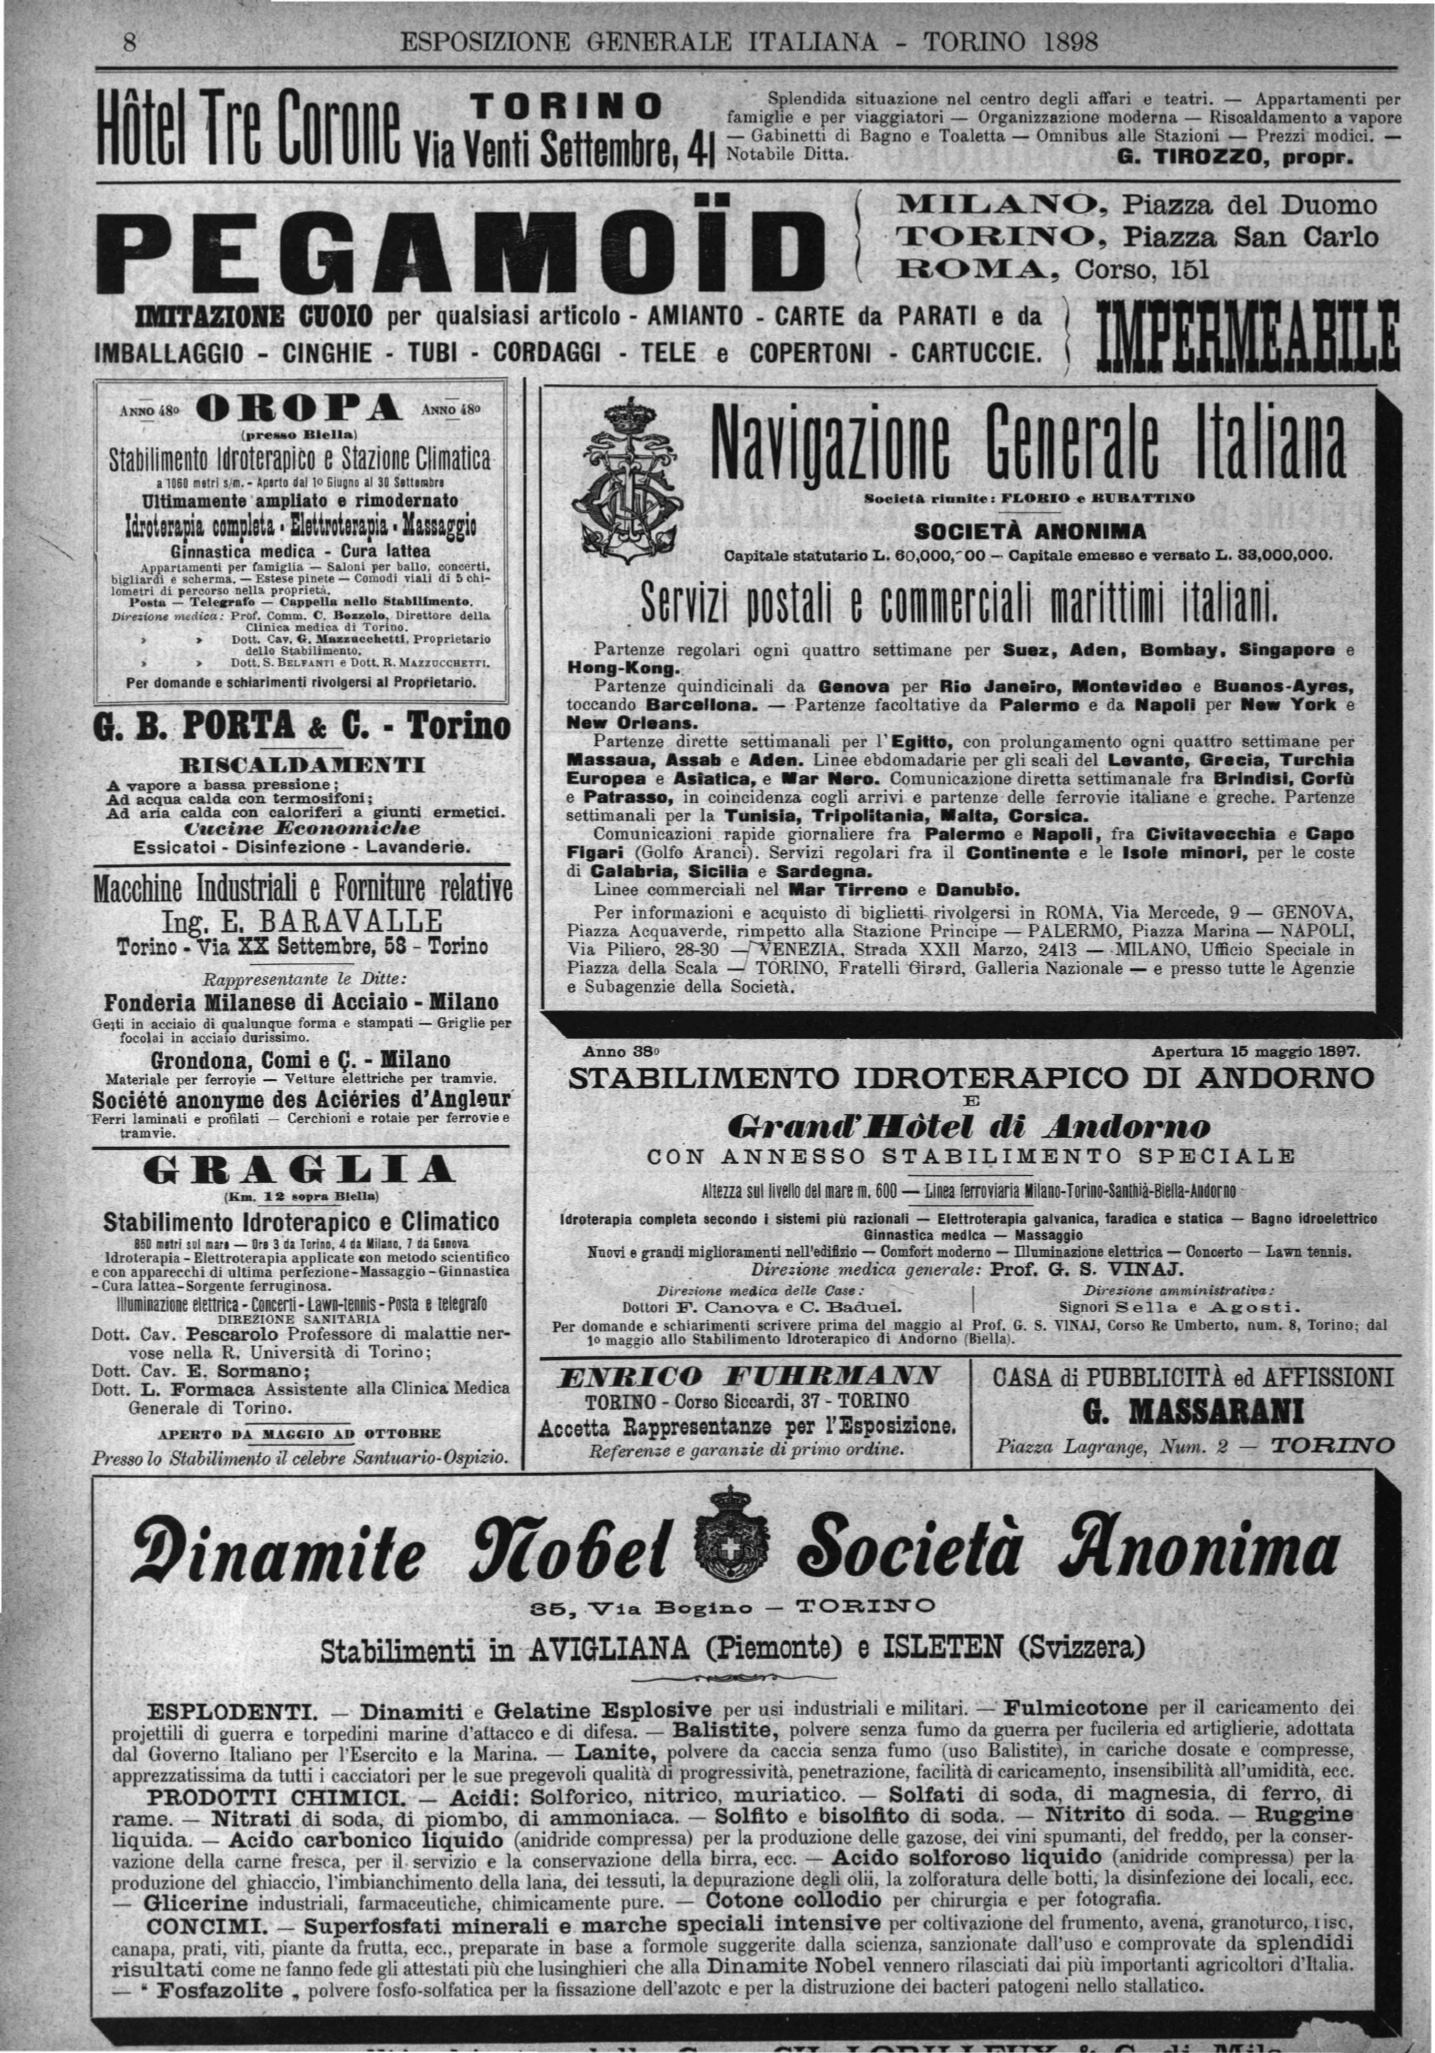 8
ESPOSIZIONE GENERALE ITALIANA - TORINO 1898
Hôtel Tre Corone
TORINO
Via Venti Settembre, 41
Splendida situazione nel centro degli affari e teatri. — Appartamenti per
famiglie e per viaggiatori — Organizzazione moderna — Riscaldamento a vapore
— Gabinetti di Bagno e Toaletta — Omnibus alle Stazioni — Prezzi modici. —
Notabile Ditta.
G. TIROZZO, propr.
PEGAMOÏD
MILANO, Piazza del Duomo
TORINO, Piazza San Carlo
ROMA, Corso, 151
IMITAZIONE CUOIO per qualsiasi articolo - AMIANTO - CARTE da PARATI e da
IMBALLAGGIO - CINGHIE - TUBI - CORDAGGI - TELE e COPERTONI - CARTUCCIE.
IMPERMEABILE
ANNO 48º OROPA ANNO 48º
(presso Biella)
Stabilimento Idroterapico e Stazione Climatica
a 1060 metri s/m. - Aperto dal 1º Giugno al 30 Settembre
Ultimamente ampliato e rimodernato
Idroterapia completa - Elettroterapia - Massaggio
Ginnastica medica - Cura lattea
Appartamenti per famiglia — Saloni per ballo, concerti,
bigliardi e scherma. — Estese pinete — Comodi viali di 5 chi-
lometri di percorso nella proprietà.
Posta — Telegrafo — Cappella nello Stabilimento.
Direzione medica: Prof. Comm. C. Bozzolo, Direttore della
Clinica medica di Torino.
» » Dott. Cav. G. Mazzucchetti, Proprietario
dello Stabilimento.
» » Dott. S. BELFANTI e Dott. R. MAZZUCCHETTI.
Per domande e schiarimenti rivolgersi al Proprietario.
G. B. PORTA & C. - Torino
RISCALDAMENTI
A vapore a bassa pressione;
Ad acqua calda con termosifoni;
Ad aria calda con caloriferi a giunti ermetici.
Cucine Economiche
Essicatoi - Disinfezione - Lavanderie.
Macchine Industriali e Forniture relative
Ing. E. BARAVALLE
Torino - Via XX Settembre, 53 - Torino
Rappresentante le Ditte:
Fonderia Milanese di Acciaio - Milano
Getti in acciaio di qualunque forma e stampati — Griglie per
focolai in acciaio durissimo.
Grondona, Comi e C. - Milano
Materiale per ferrovie — Vetture elettriche per tramvie.
Société anonyme des Aciéries d'Angleur
Ferri laminati e profilati — Cerchioni e rotaie per ferrovie e
tramvie.
GRAGLIA
(Km. 12 sopra Biella)
Stabilimento Idroterapico e Climatico
850 metri sul mare — Ore 3 da Torino, 4 da Milano, 7 da Genova
Idroterapia - Elettroterapia applicate con metodo scientifico
e con apparecchi di ultima perfezione - Massaggio - Ginnastica
- Cura lattea - Sorgente ferruginosa.
Illuminazione elettrica - Concerti - Lawn-tennis - Posta e telegrafo
DIREZIONE SANITARIA
Dott. Cav. Pescarolo Professore di malattie ner-
vose nella R. Università di Torino;
Dott. Cav. E. Sormano;
Dott. L. Formaca Assistente alla Clinica Medica
Generale di Torino.
APERTO DA MAGGIO AD OTTOBRE
Presso lo Stabilimento il celebre Santuario-Ospizio.
Navigazione Generale Italiana
Società riunite: FLORIO e RUBATTINO
SOCIETÀ ANONIMA
Capitale statutario L. 60,000,-00 — Capitale emesso e versato L. 33,000,000.
Servizi postali e commerciali marittimi italiani.
Partenze regolari ogni quattro settimane per Suez, Aden, Bombay, Singapore e
Hong-Kong.
Partenze quindicinali da Genova per Rio Janeiro, Montevideo e Buenos-Ayres,
toccando Barcellona. — Partenze facoltative da Palermo e da Napoli per New York e
New Orleans.
Partenze dirette settimanali per l'Egitto, con prolungamento ogni quattro settimane per
Massaua, Assab e Aden. Linee ebdomadarie per gli scali del Levante, Grecia, Turchia
Europea e Asiatica, e Mar Nero. Comunicazione diretta settimanale fra Brindisi, Corfù
e Patrasso, in coincidenza cogli arrivi e partenze delle ferrovie italiane e greche. Partenze
settimanali per la Tunisia, Tripolitania, Malta, Corsica.
Comunicazioni rapide giornaliere fra Palermo e Napoli, fra Civitavecchia e Capo
Figari (Golfo Aranci). Servizi regolari fra il Continente e le Isole minori, per le coste
di Calabria, Sicilia e Sardegna.
Linee commerciali nel Mar Tirreno e Danubio.
Per informazioni e acquisto di biglietti rivolgersi in ROMA, Via Mercede, 9 — GENOVA,
Piazza Acquaverde, rimpetto alla Stazione Principe — PALERMO, Piazza Marina — NAPOLI,
Via Piliero, 28-30 — VENEZIA, Strada XXII Marzo, 2413 — MILANO, Ufficio Speciale in
Piazza della Scala — TORINO, Fratelli Girard, Galleria Nazionale — e presso tutte le Agenzie
e Subagenzie della Società.
Anno 38º Apertura 15 maggio 1897.
STABILIMENTO IDROTERAPICO DI ANDORNO
E
Grand'Hôtel di Andorno
CON ANNESSO STABILIMENTO SPECIALE
Altezza sul livello del mare m. 600 — Linea ferroviaria Milano-Torino-Santhià-Biella-Andorno
Idroterapia completa secondo i sistemi più razionali — Elettroterapia galvanica, faradica e statica — Bagno idroelettrico
Ginnastica medica — Massaggio
Nuovi e grandi miglioramenti nell'edifizio — Comfort moderno — Illuminazione elettrica — Concerto — Lawn tennis.
Direzione medica generale: Prof. G. S. VINAJ.
Direzione medica delle Case:
Dottori F. Canova e C. Baduel.
Direzione amministrativa:
Signori Sella e Agosti.
Per domande e schiarimenti scrivere prima del maggio al Prof. G. S. VINAJ, Corso Re Umberto, num. 8, Torino; dal
1º maggio allo Stabilimento Idroterapico di Andorno (Biella).
ENRICO FUHRMANN
TORINO - Corso Siccardi, 37 - TORINO
Accetta Rappresentanze per l'Esposizione.
Referenze e garanzie di primo ordine.
CASA di PUBBLICITÀ ed AFFISSIONI
G. MASSARANI
Piazza Lagrange, Num. 2 — TORINO
Dinamite Nobel Società Anonima
35, Via Bogino — TORINO
Stabilimenti in AVIGLIANA (Piemonte) e ISLETEN (Svizzera)
ESPLODENTI. — Dinamiti e Gelatine Esplosive per usi industriali e militari. — Fulmicotone per il caricamento dei
projettili di guerra e torpedini marine d'attacco e di difesa. — Balistite, polvere senza fumo da guerra per fucileria ed artiglierie, adottata
dal Governo Italiano per l'Esercito e la Marina. — Lanite, polvere da caccia senza fumo (uso Balistite), in cariche dosate e compresse,
apprezzatissima da tutti i cacciatori per le sue pregevoli qualità di progressività, penetrazione, facilità di caricamento, insensibilità all'umidità, ecc.
PRODOTTI CHIMICI. — Acidi: Solforico, nitrico, muriatico. — Solfati di soda, di magnesia, di ferro, di
rame. — Nitrati di soda, di piombo, di ammoniaca. — Solfito e bisolfito di soda. — Nitrito di soda. — Ruggine
liquida. — Acido carbonico liquido (anidride compressa) per la produzione delle gazose, dei vini spumanti, del freddo, per la conser-
vazione della carne fresca, per il servizio e la conservazione della birra, ecc. — Acido solforoso liquido (anidride compressa) per la
produzione del ghiaccio, l'imbianchimento della lana, dei tessuti, la depurazione degli olii, la zolforatura delle botti, la disinfezione dei locali, ecc.
— Glicerine industriali, farmaceutiche, chimicamente pure. — Cotone collodio per chirurgia e per fotografia.
CONCIMI. — Superfosfati minerali e marche speciali intensive per coltivazione del frumento, avena, granoturco,
canapa, prati, viti, piante da frutta, ecc., preparate in base a formole suggerite dalla scienza, sanzionate dall'uso e comprovate da splendidi
risultati come ne fanno fede gli attestati più che lusinghieri che alla Dinamite Nobel vennero rilasciati dai più importanti agricoltori d'Italia.
— " Fosfazolite „ polvere fosfo-solfatica per la fissazione dell'azoto e per la distruzione dei bacteri patogeni nello stallatico.